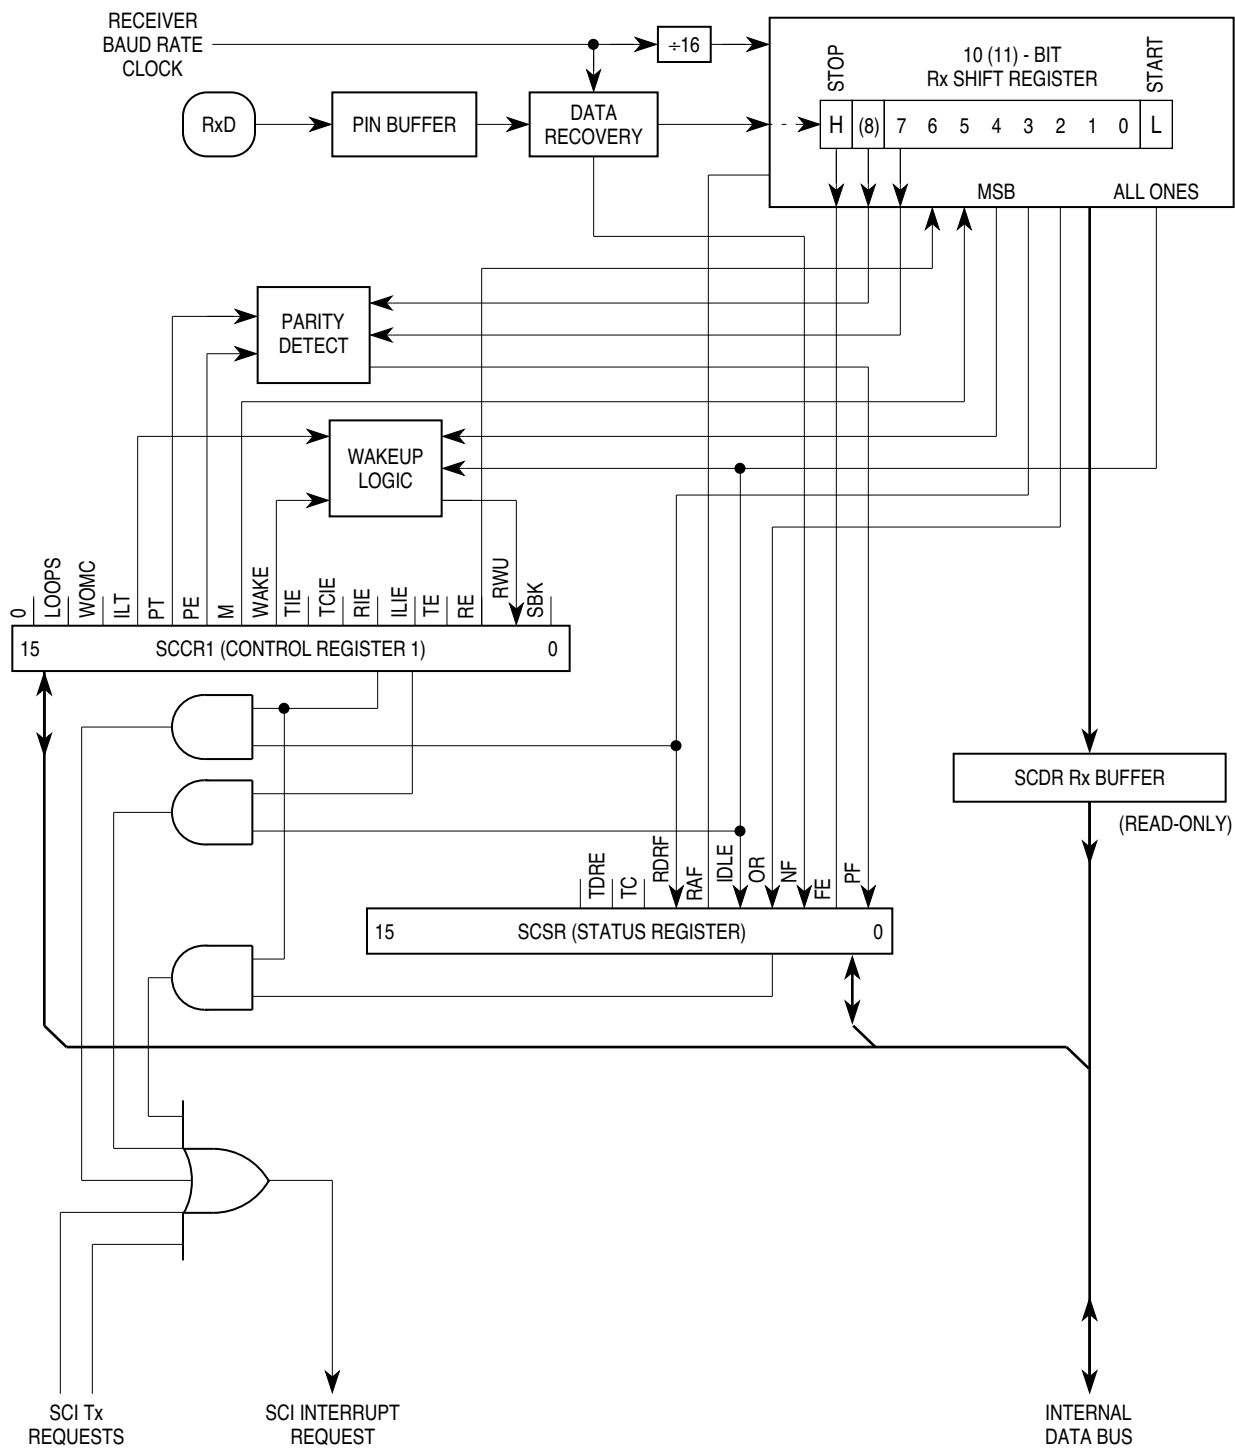 RECEIVER
BAUD RATE
CLOCK
÷16
10 (11) - BIT
Rx SHIFT REGISTER
STOP
START
RxD
PIN BUFFER
DATA
RECOVERY
H (8) 7 6 5 4 3 2 1 0 L
MSB
ALL ONES
PARITY
DETECT
WAKEUP
LOGIC
0
LOOPS
WOMC
ILT
PT
PE
M
WAKE
TIE
TCIE
RIE
ILIE
TE
RE
RWU
SBK
15 SCCR1 (CONTROL REGISTER 1) 0
SCDR Rx BUFFER
(READ-ONLY)
TDRE
TC
RDRF
RAF
IDLE
OR
NF
FE
PF
15 SCSR (STATUS REGISTER) 0
SCI Tx
REQUESTS
SCI INTERRUPT
REQUEST
INTERNAL
DATA BUS